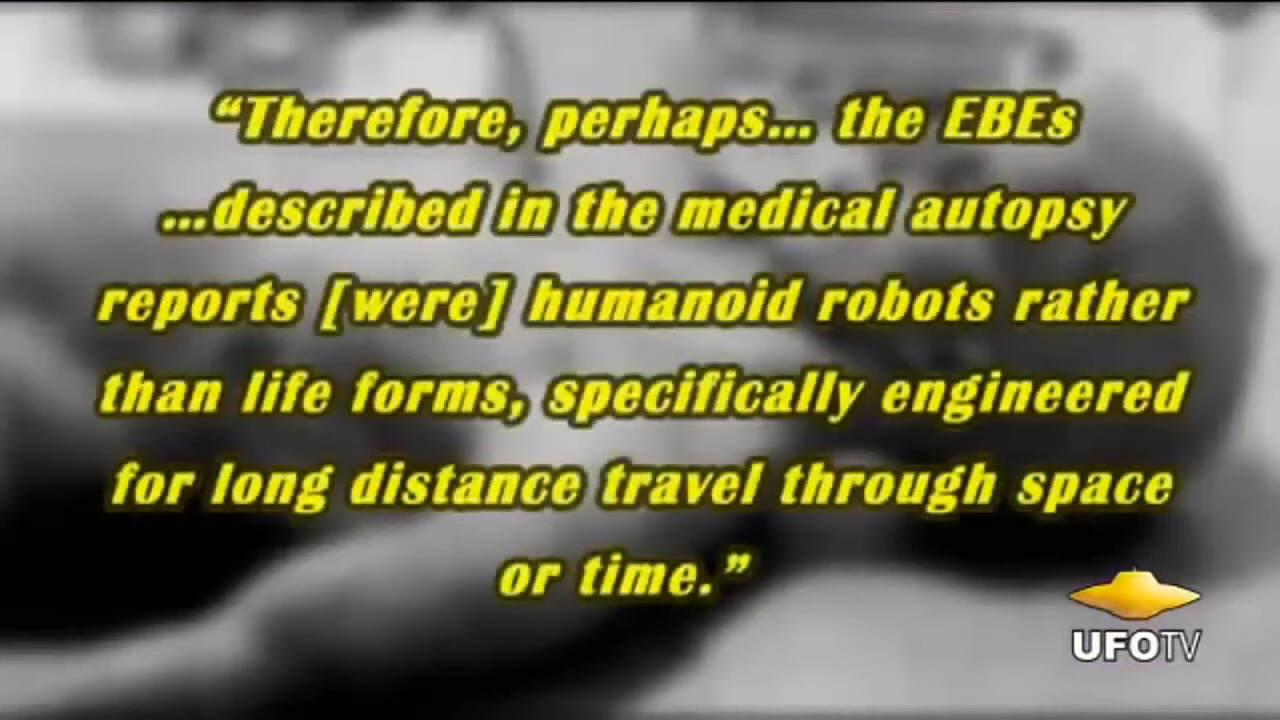 “Therefore, perhaps... the EBEs
...described in the medical autopsy
reports [were] humanoid robots rather
than life forms, specifically engineered
for long distance travel through space
or time.”
UFOTV